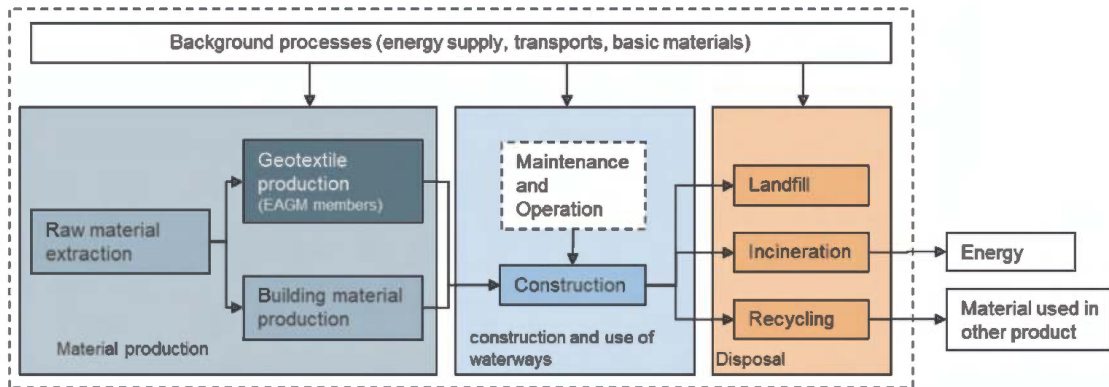 Background processes (energy supply, transports, basic materials)
Geotextile
production
(EAGM members)
Raw material
extraction
Building material
production
Material production
Maintenance
and
Operation
Construction
construction and use of
waterways
Landfill
Incineration
Recycling
Disposal
Energy
Material used in
other product